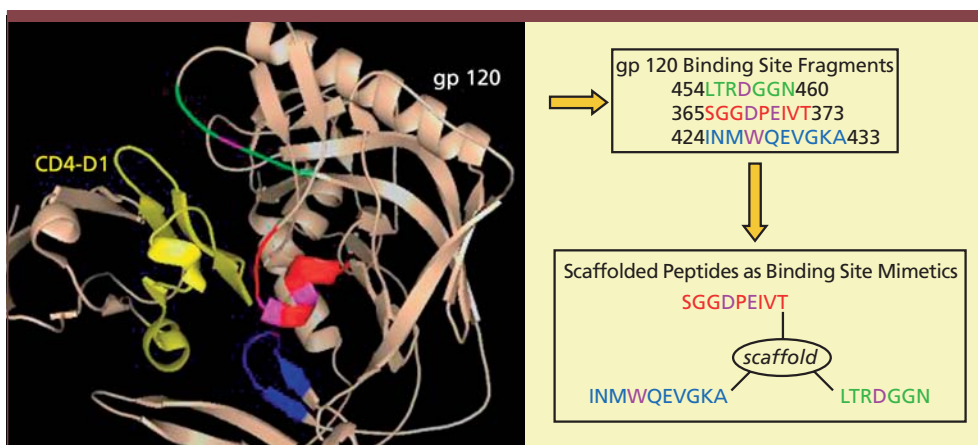 gp 120
CD4-D1
gp 120 Binding Site Fragments
454LTRDGGN460
365SGGDPEIVT373
424INMWQEVGKA433
Scaffolded Peptides as Binding Site Mimetics
SGGDPEIVT
scaffold
INMWQEVGKA LTRDGGN